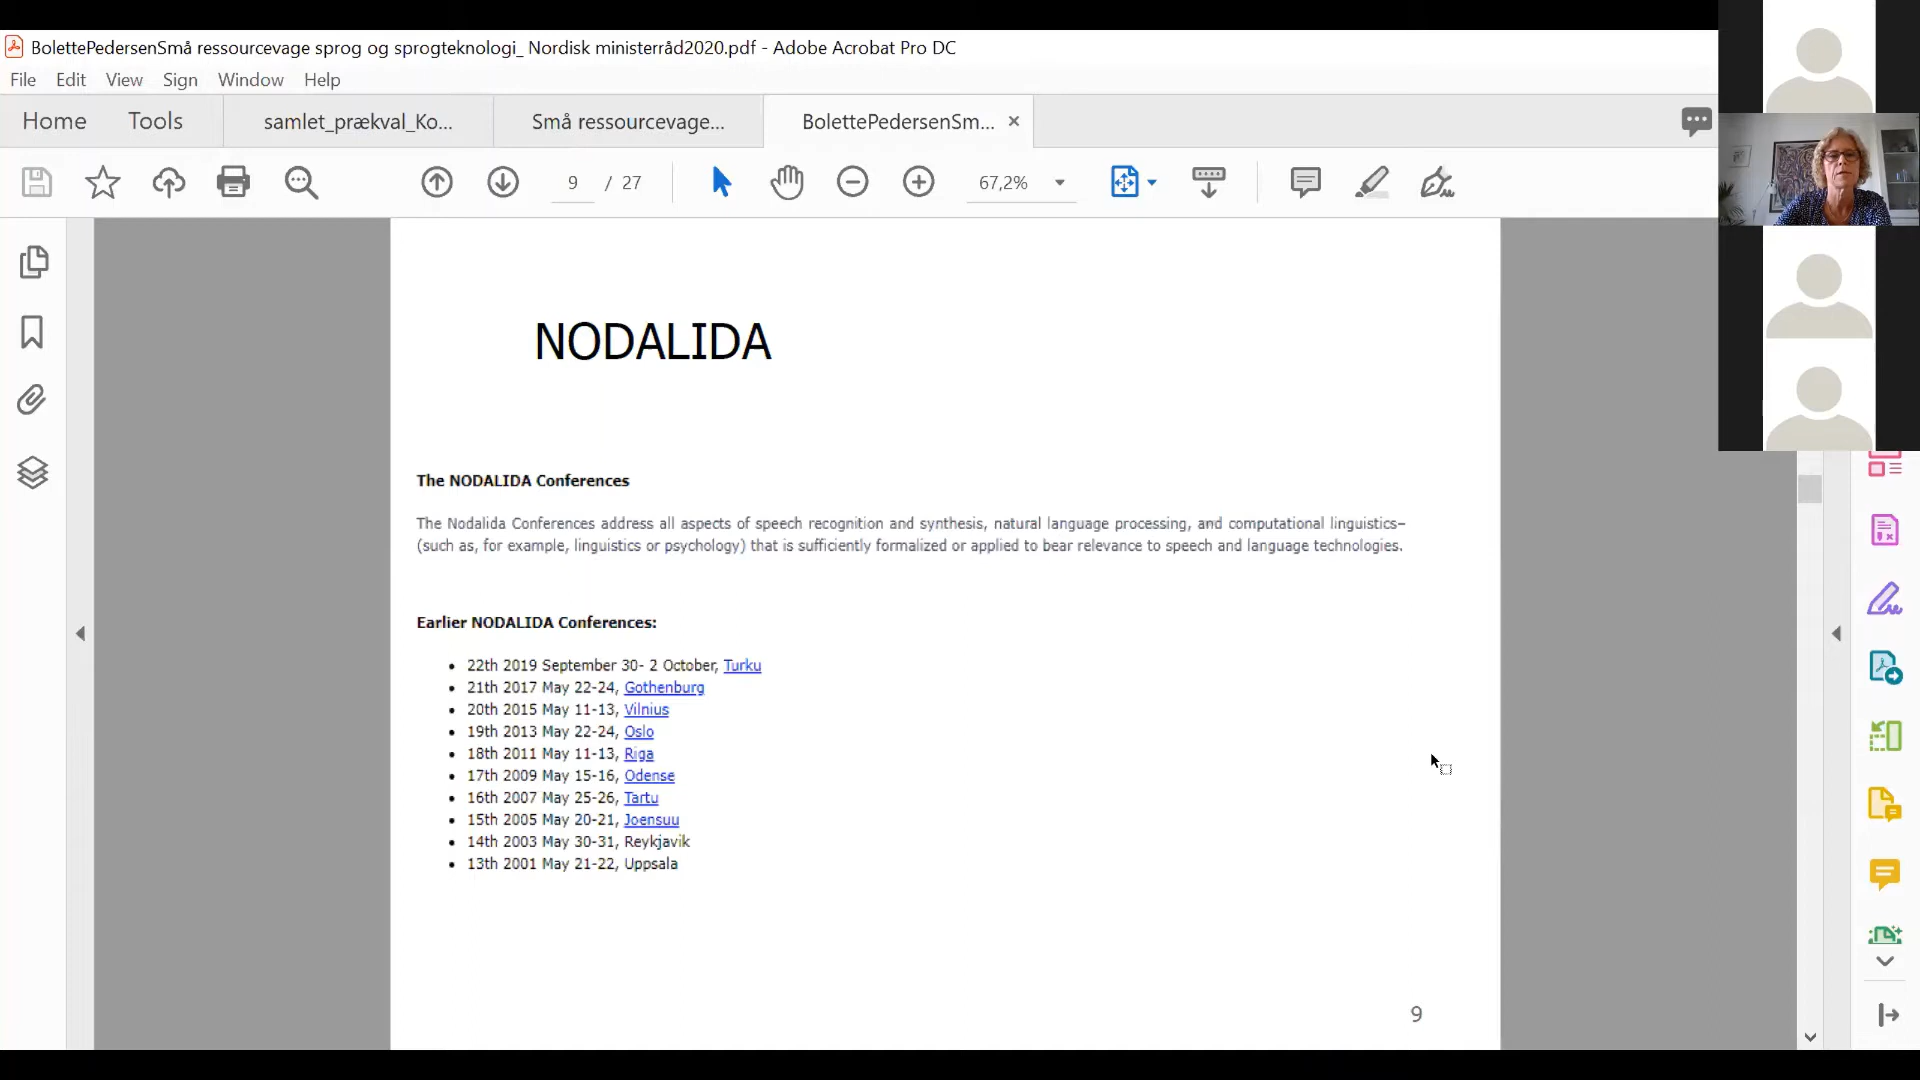 BolettePedersenSmå ressourcevage sprog og sprogteknologi_ Nordisk ministerråd2020.pdf - Adobe Acrobat Pro DC
File Edit View Sign Window Help
Home Tools samlet_prækval_Ko... Små ressourcevage... BolettePedersenSm... ×
9 / 27 67,2%
NODALIDA
The NODALIDA Conferences
The Nodalida Conferences address all aspects of speech recognition and synthesis, natural language processing, and computational linguistics–
(such as, for example, linguistics or psychology) that is sufficiently formalized or applied to bear relevance to speech and language technologies.
Earlier NODALIDA Conferences:
• 22th 2019 September 30- 2 October, Turku
• 21th 2017 May 22-24, Gothenburg
• 20th 2015 May 11-13, Vilnius
• 19th 2013 May 22-24, Oslo
• 18th 2011 May 11-13, Riga
• 17th 2009 May 15-16, Odense
• 16th 2007 May 25-26, Tartu
• 15th 2005 May 20-21, Joensuu
• 14th 2003 May 30-31, Reykjavik
• 13th 2001 May 21-22, Uppsala
9